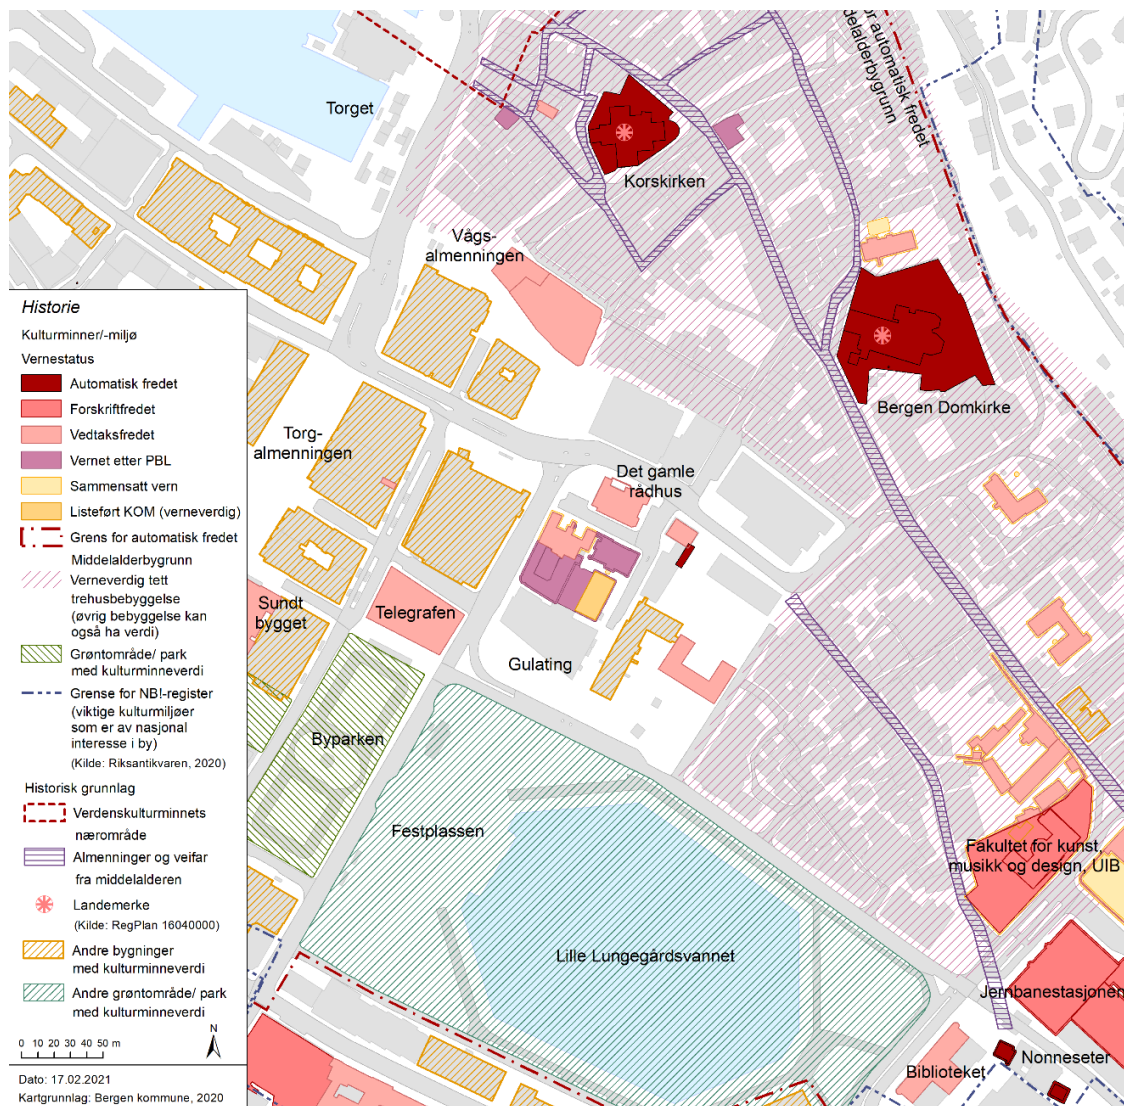 or automatisk fredet
delalderbygrunn
Torget
Korskirken
Vågs-
almenningen
Bergen Domkirke
Torg-
almenningen
Det gamle
rådhus
Sundt
bygget
Telegrafen
Gulating
Byparken
Festplassen
Fakultet for kunst,
musikk og design, UIB
Lille Lungegårdsvannet
Jernbanestasjonen
Nonneseter
Biblioteket
Historie
Kulturminner/-miljø
Vernestatus
Automatisk fredet
Forskriftfredet
Vedtaksfredet
Vernet etter PBL
Sammensatt vern
Listeført KOM (verneverdig)
Grens for automatisk fredet
Middelalderbygrunn
Verneverdig tett
trehusbebyggelse
(øvrig bebyggelse kan
også ha verdi)
Grøntområde/ park
med kulturminneverdi
Grense for NB!-register
(viktige kulturmiljøer
som er av nasjonal
interesse i by)
(Kilde: Riksantikvaren, 2020)
Historisk grunnlag
Verdenskulturminnets
nærområde
Almenninger og veifar
fra middelalderen
Landemerke
(Kilde: RegPlan 16040000)
Andre bygninger
med kulturminneverdi
Andre grøntområde/ park
med kulturminneverdi
N
0 10 20 30 40 50 m
Dato: 17.02.2021
Kartgrunnlag: Bergen kommune, 2020